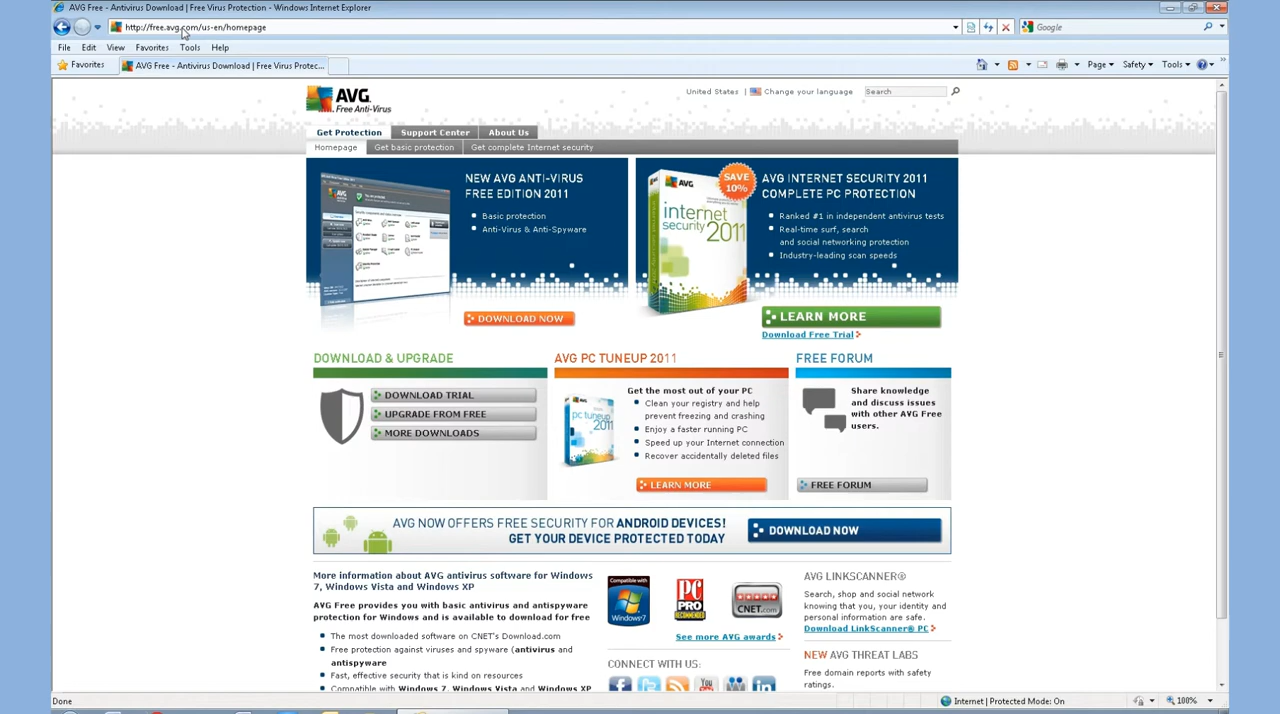 AVG Free - Antivirus Download | Free Virus Protection - Windows Internet Explorer
http://free.avg.com/us-en/homepage
Google
File Edit View Favorites Tools Help
Favorites
AVG Free - Antivirus Download | Free Virus Protec...
Page Safety Tools
United States | Change your language Search
AVG.
Free Anti-Virus
Get Protection Support Center About Us
Homepage Get basic protection Get complete Internet security
NEW AVG ANTI-VIRUS
FREE EDITION 2011
Basic protection
Anti-Virus & Anti-Spyware
DOWNLOAD NOW
AVG
internet
security
2011
SAVE
10%
AVG INTERNET SECURITY 2011
COMPLETE PC PROTECTION
Ranked #1 in independent antivirus tests
Real-time surf, search
and social networking protection
Industry-leading scan speeds
LEARN MORE
Download Free Trial
DOWNLOAD & UPGRADE
DOWNLOAD TRIAL
UPGRADE FROM FREE
MORE DOWNLOADS
AVG PC TUNEUP 2011
pc tuneup
2011
Get the most out of your PC
Clean your registry and help
prevent freezing and crashing
Enjoy a faster running PC
Speed up your Internet connection
Recover accidentally deleted files
LEARN MORE
FREE FORUM
Share knowledge
and discuss issues
with other AVG Free
users.
FREE FORUM
AVG NOW OFFERS FREE SECURITY FOR ANDROID DEVICES!
GET YOUR DEVICE PROTECTED TODAY
DOWNLOAD NOW
More information about AVG antivirus software for Windows
7, Windows Vista and Windows XP
AVG Free provides you with basic antivirus and antispyware
protection for Windows and is available to download for free
The most downloaded software on CNET's Download.com
Free protection against viruses and spyware (antivirus and
antispyware
Fast, effective security that is kind on resources
Compatible with Windows 7, Windows Vista and Windows XP
Compatible with
Windows 7
PC
PRO
RECOMMENDED
CNET.com
See more AVG awards
CONNECT WITH US:
You
in
AVG LINKSCANNER®
Search, shop and social network
knowing that you, your identity and
personal information are safe.
Download LinkScanner® PC
NEW AVG THREAT LABS
Free domain reports with safety
ratings.
Done
Internet | Protected Mode: On
100%